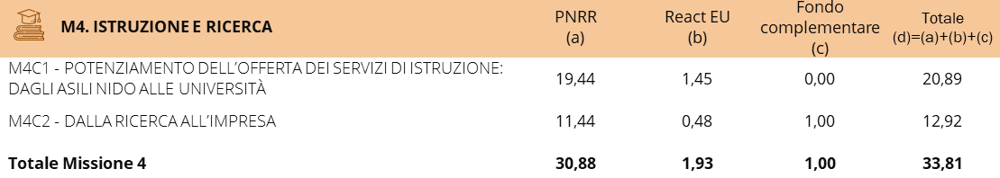 M4. ISTRUZIONE E RICERCA PNRR (a) React EU (b) Fondo complementare (c) Totale (d)=(a)+(b)+(c)
M4C1 - POTENZIAMENTO DELL’OFFERTA DEI SERVIZI DI ISTRUZIONE:
DAGLI ASILI NIDO ALLE UNIVERSITÀ 19,44 1,45 0,00 20,89
M4C2 - DALLA RICERCA ALL’IMPRESA 11,44 0,48 1,00 12,92
Totale Missione 4 30,88 1,93 1,00 33,81